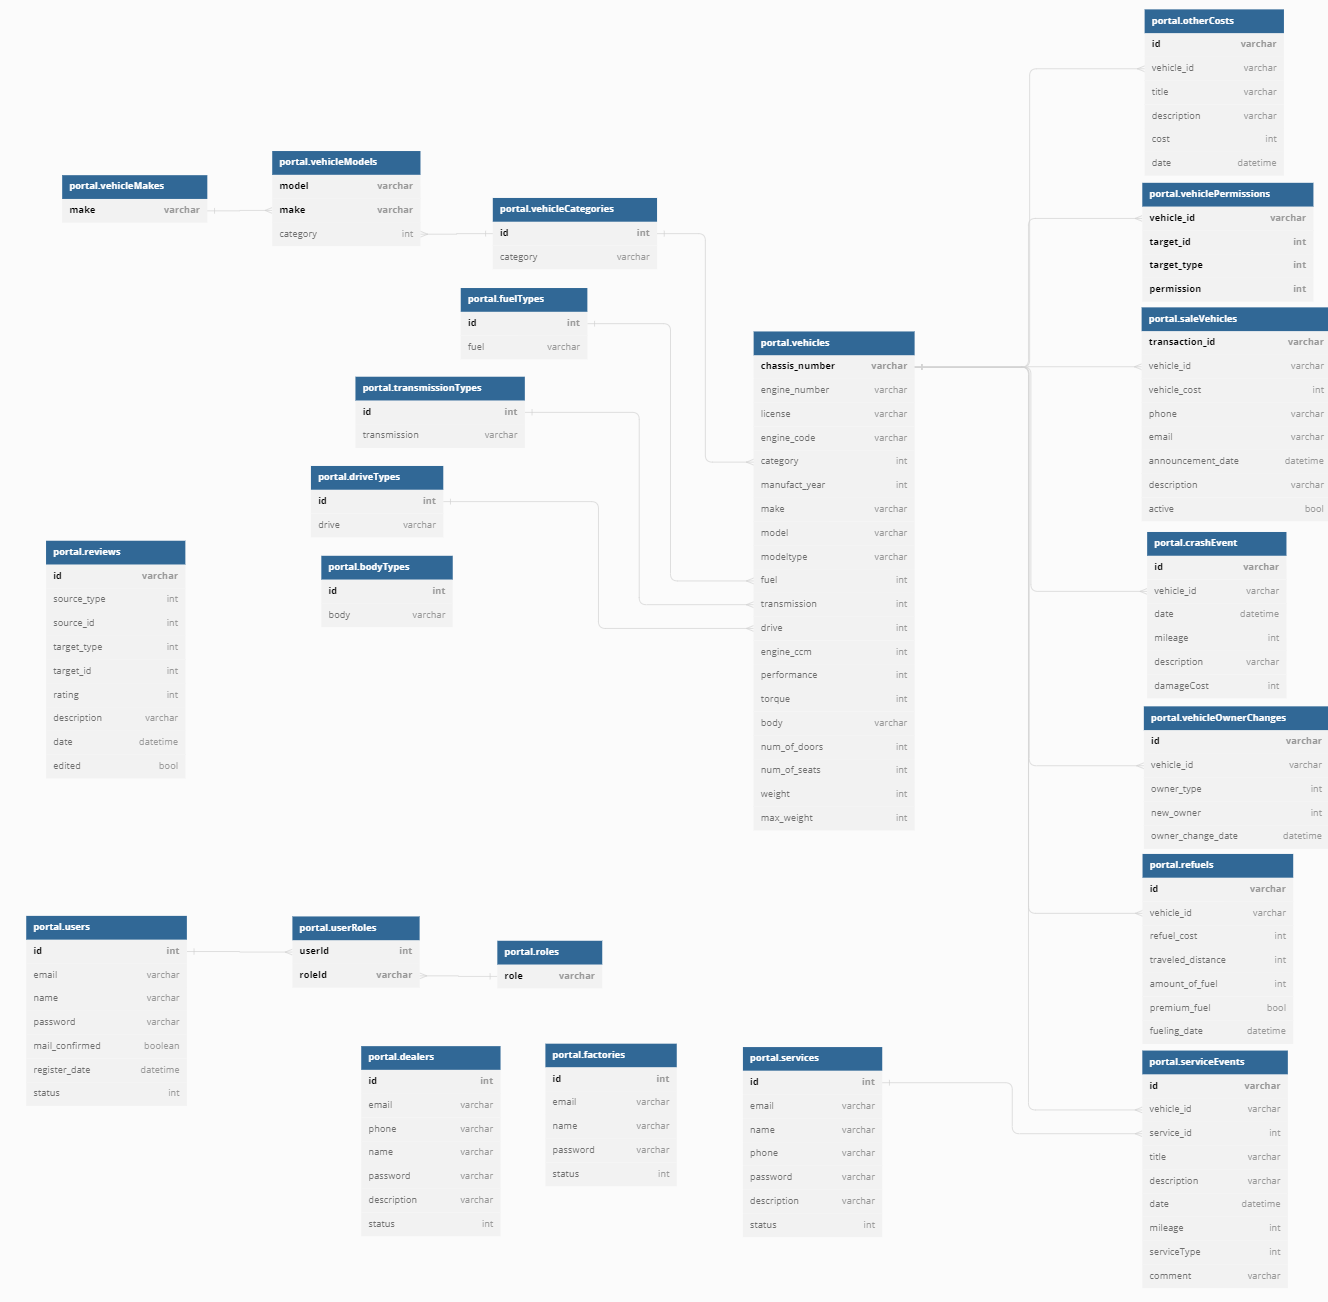 portal.otherCosts
id varchar
vehicle_id varchar
title varchar
description varchar
cost int
date datetime
portal.vehicleMakes
make varchar
portal.vehicleModels
model varchar
make varchar
category int
portal.vehicleCategories
id int
category varchar
portal.vehiclePermissions
vehicle_id varchar
target_id int
target_type int
permission int
portal.fuelTypes
id int
fuel varchar
portal.transmissionTypes
id int
transmission varchar
portal.driveTypes
id int
drive varchar
portal.bodyTypes
id int
body varchar
portal.vehicles
chassis_number varchar
engine_number varchar
license varchar
engine_code varchar
category int
manufact_year int
make varchar
model varchar
modeltype varchar
fuel int
transmission int
drive int
engine_ccm int
performance int
torque int
body varchar
num_of_doors int
num_of_seats int
weight int
max_weight int
portal.saleVehicles
transaction_id varchar
vehicle_id varchar
vehicle_cost int
phone varchar
email varchar
announcement_date datetime
description varchar
active bool
portal.crashEvent
id varchar
vehicle_id varchar
date datetime
mileage int
description varchar
damageCost int
portal.reviews
id varchar
source_type int
source_id int
target_type int
target_id int
rating int
description varchar
date datetime
edited bool
portal.vehicleOwnerChanges
id varchar
vehicle_id varchar
owner_type int
new_owner int
owner_change_date datetime
portal.refuels
id varchar
vehicle_id varchar
refuel_cost int
traveled_distance int
amount_of_fuel int
premium_fuel bool
fueling_date datetime
portal.users
id int
email varchar
name varchar
password varchar
mail_confirmed boolean
register_date datetime
status int
portal.userRoles
userId int
roleId varchar
portal.roles
role varchar
portal.dealers
id int
email varchar
phone varchar
name varchar
password varchar
description varchar
status int
portal.factories
id int
email varchar
name varchar
password varchar
status int
portal.services
id int
email varchar
name varchar
phone varchar
password varchar
description varchar
status int
portal.serviceEvents
id varchar
vehicle_id varchar
service_id int
title varchar
description varchar
date datetime
mileage int
serviceType int
comment varchar